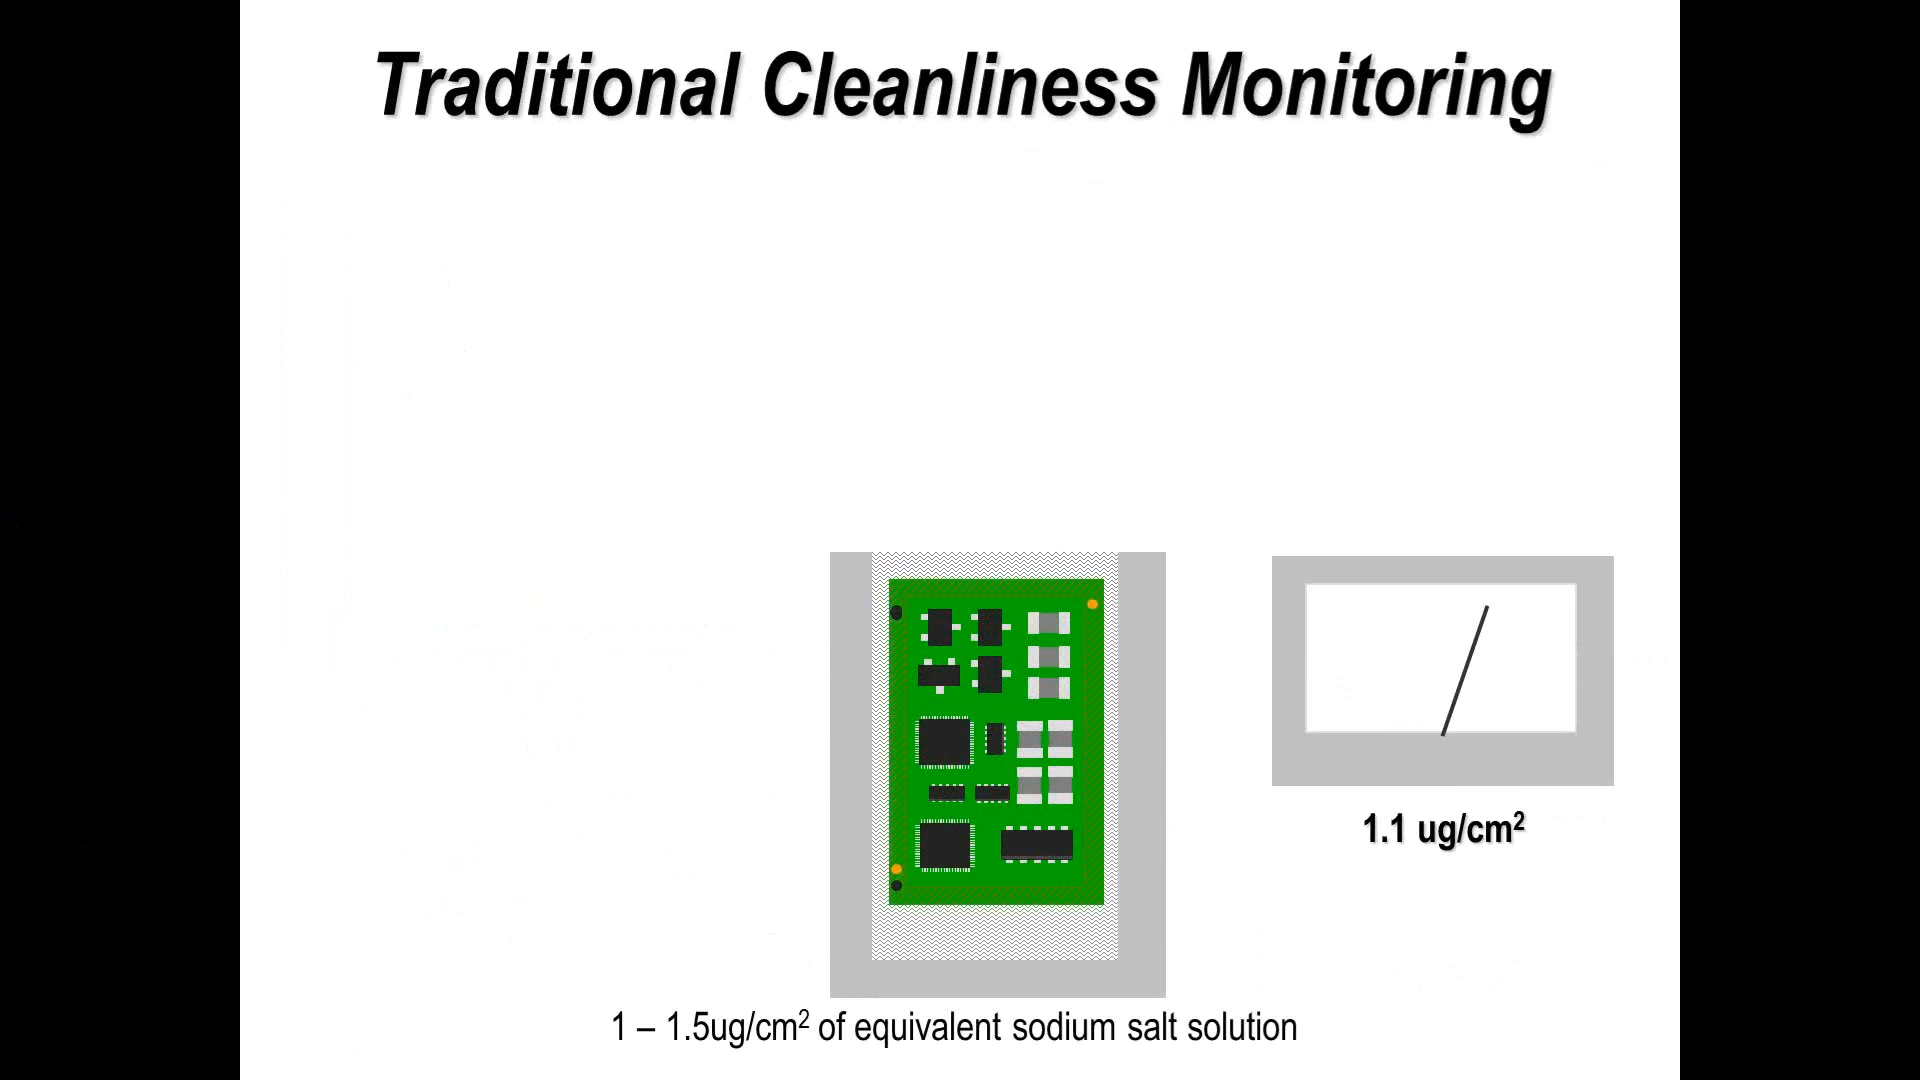 Traditional Cleanliness Monitoring
1.1 ug/cm²
1 – 1.5ug/cm² of equivalent sodium salt solution